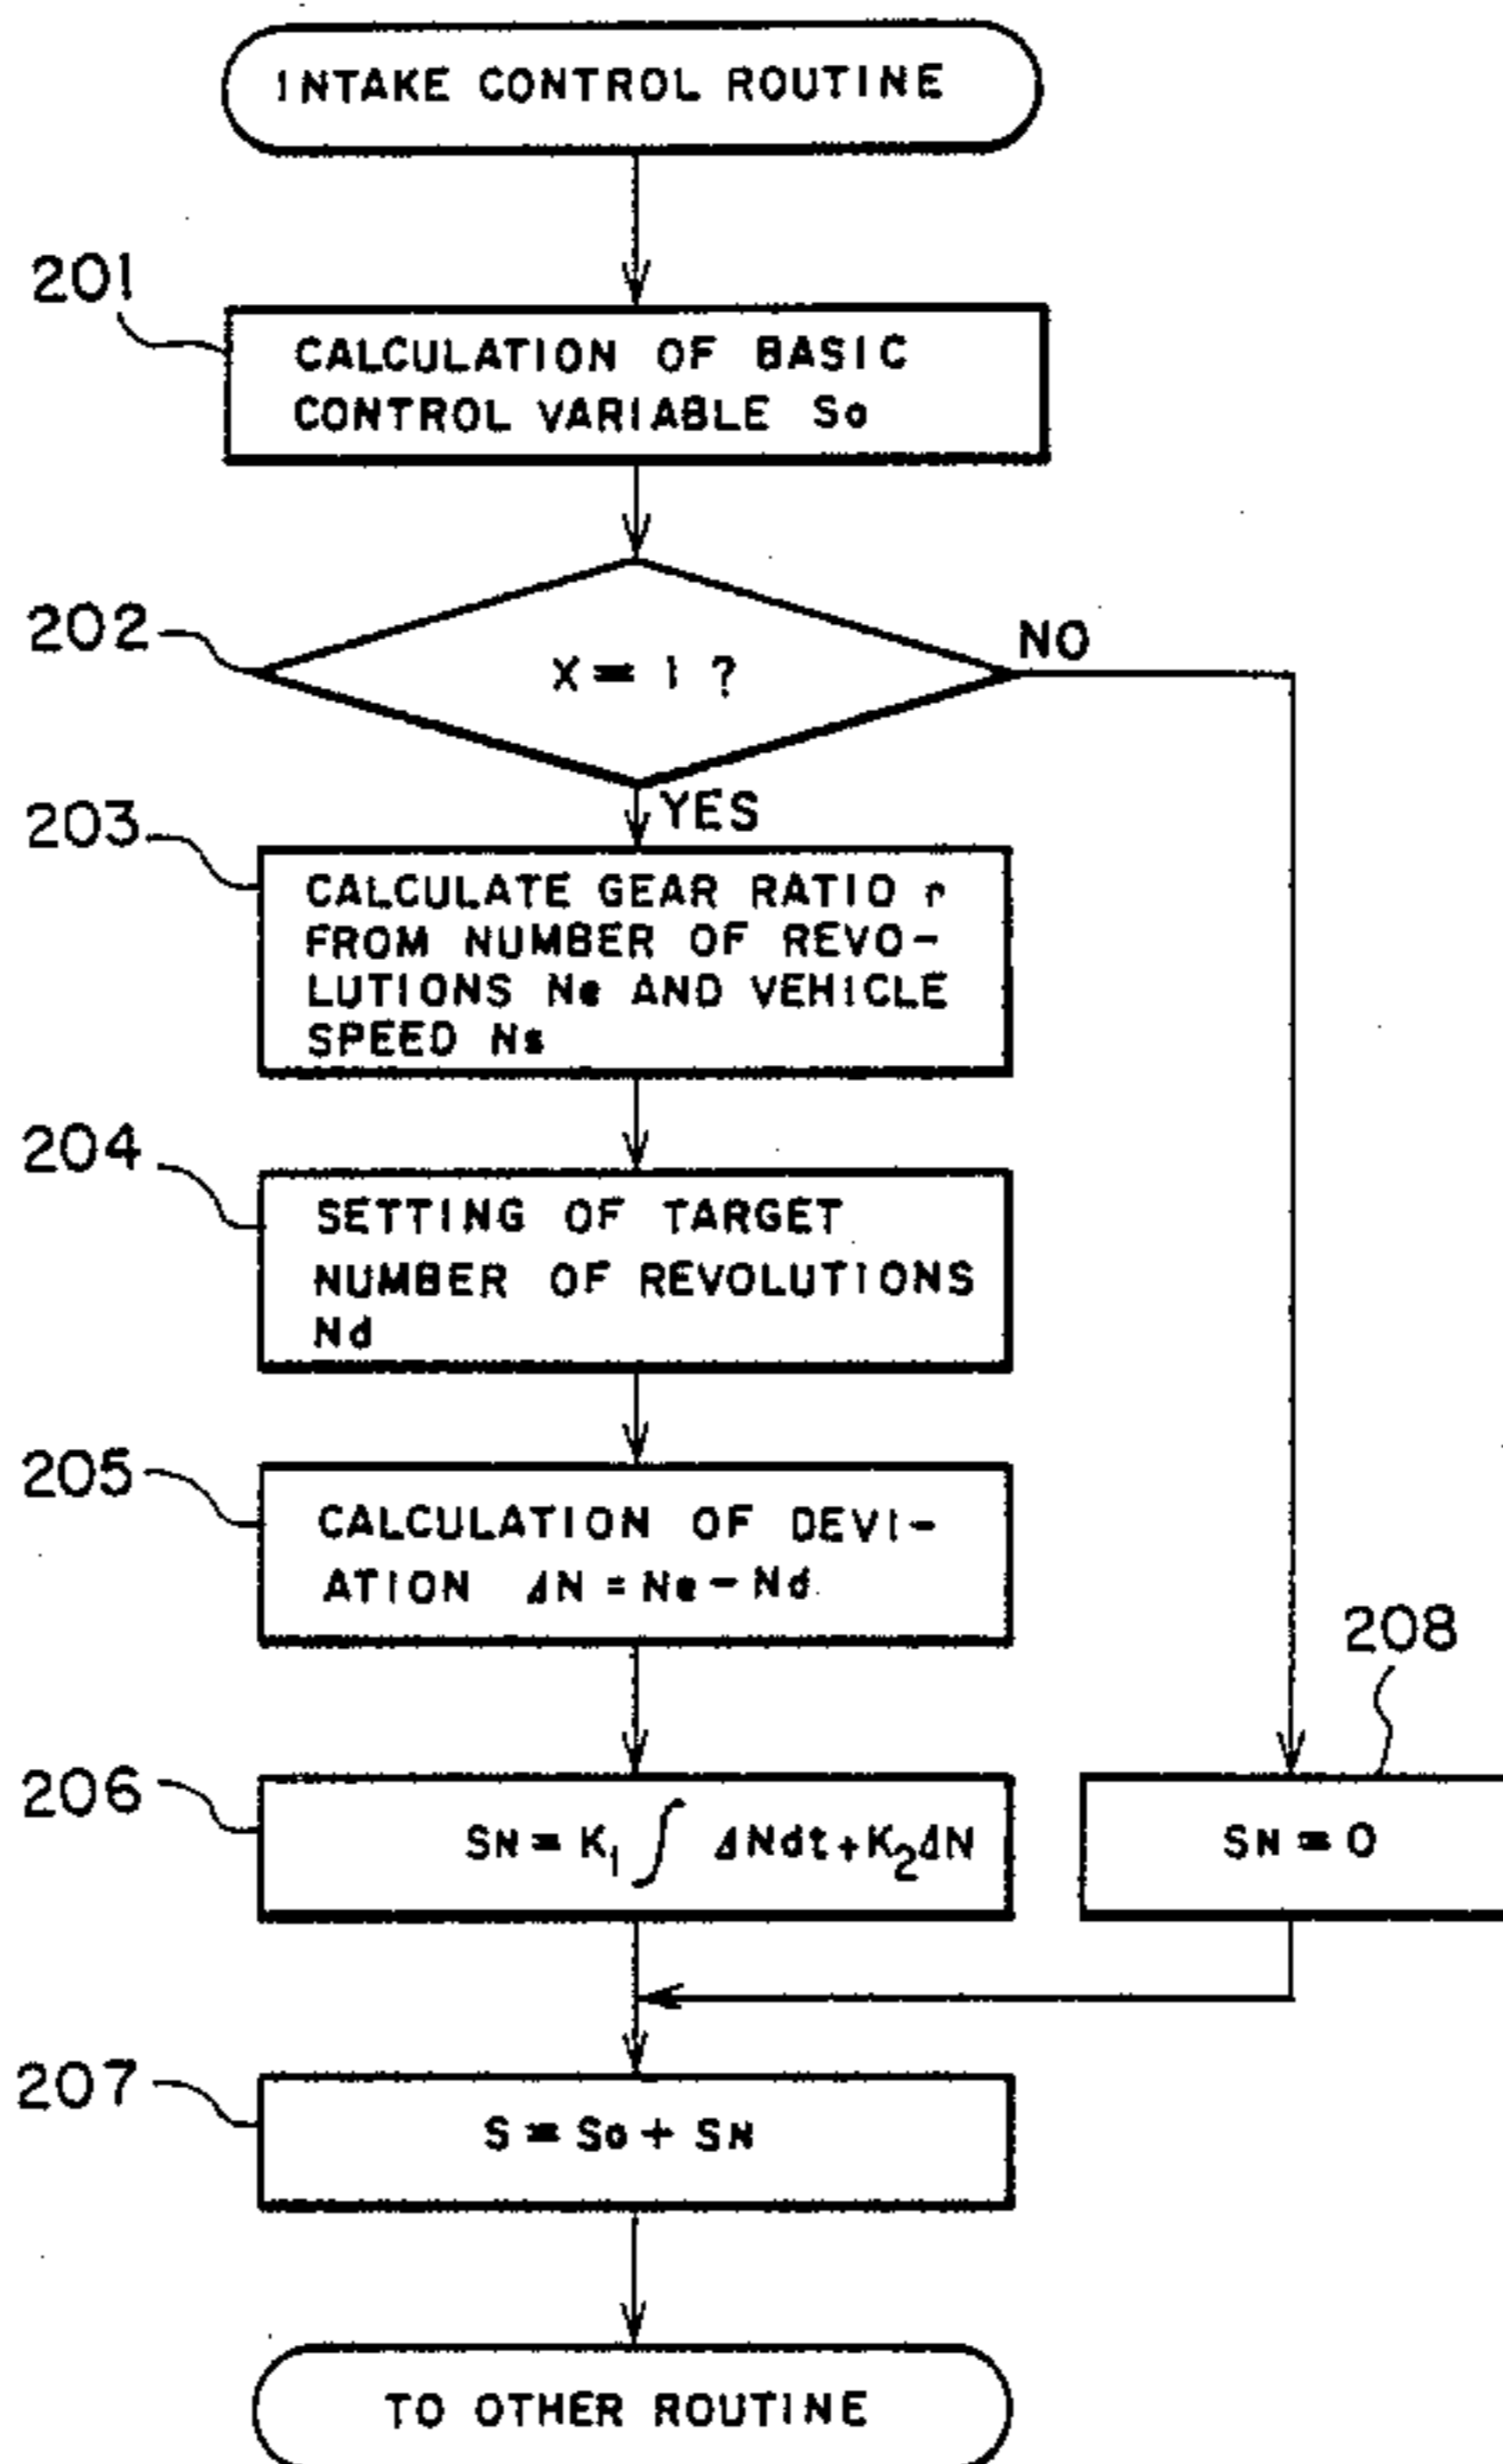 INTAKE CONTROL ROUTINE
201
CALCULATION OF BASIC
CONTROL VARIABLE So
202
X = 1 ?
NO
YES
203
CALCULATE GEAR RATIO r
FROM NUMBER OF REVO-
LUTIONS Ne AND VEHICLE
SPEED Ns
204
SETTING OF TARGET
NUMBER OF REVOLUTIONS
Nd
205
CALCULATION OF DEVI-
ATION ΔN = Ne - Nd
206
SN = K₁ ∫ ΔNdt + K₂ΔN
208
SN = 0
207
S = So + SN
TO OTHER ROUTINE